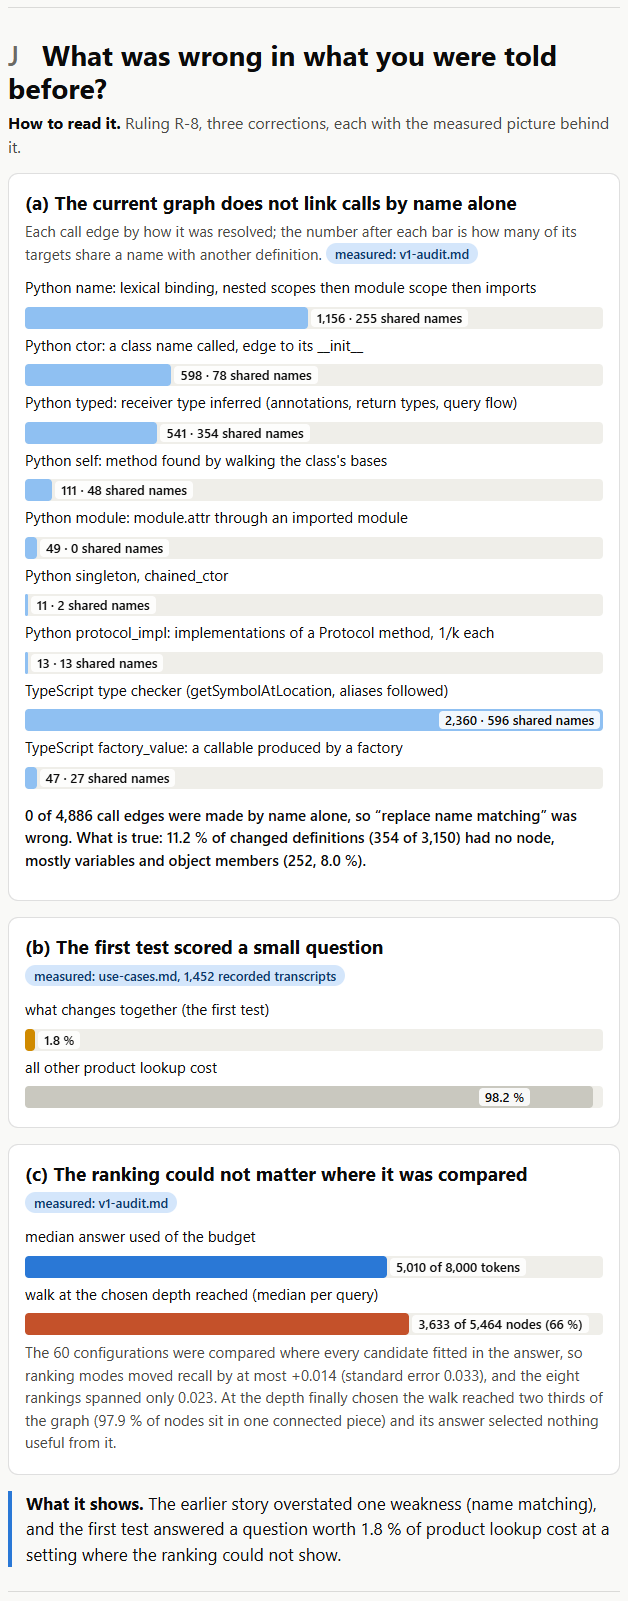 J What was wrong in what you were told
before?
How to read it. Ruling R-8, three corrections, each with the measured picture behind
it.
(a) The current graph does not link calls by name alone
Each call edge by how it was resolved; the number after each bar is how many of its
targets share a name with another definition. measured: v1-audit.md
Python name: lexical binding, nested scopes then module scope then imports
1,156 · 255 shared names
Python ctor: a class name called, edge to its __init__
598 · 78 shared names
Python typed: receiver type inferred (annotations, return types, query flow)
541 · 354 shared names
Python self: method found by walking the class's bases
111 · 48 shared names
Python module: module.attr through an imported module
49 · 0 shared names
Python singleton, chained_ctor
11 · 2 shared names
Python protocol_impl: implementations of a Protocol method, 1/k each
13 · 13 shared names
TypeScript type checker (getSymbolAtLocation, aliases followed)
2,360 · 596 shared names
TypeScript factory_value: a callable produced by a factory
47 · 27 shared names
0 of 4,886 call edges were made by name alone, so “replace name matching” was
wrong. What is true: 11.2 % of changed definitions (354 of 3,150) had no node,
mostly variables and object members (252, 8.0 %).
(b) The first test scored a small question
measured: use-cases.md, 1,452 recorded transcripts
what changes together (the first test)
1.8 %
all other product lookup cost
98.2 %
(c) The ranking could not matter where it was compared
measured: v1-audit.md
median answer used of the budget
5,010 of 8,000 tokens
walk at the chosen depth reached (median per query)
3,633 of 5,464 nodes (66 %)
The 60 configurations were compared where every candidate fitted in the answer, so
ranking modes moved recall by at most +0.014 (standard error 0.033), and the eight
rankings spanned only 0.023. At the depth finally chosen the walk reached two thirds of
the graph (97.9 % of nodes sit in one connected piece) and its answer selected nothing
useful from it.
What it shows. The earlier story overstated one weakness (name matching),
and the first test answered a question worth 1.8 % of product lookup cost at a
setting where the ranking could not show.